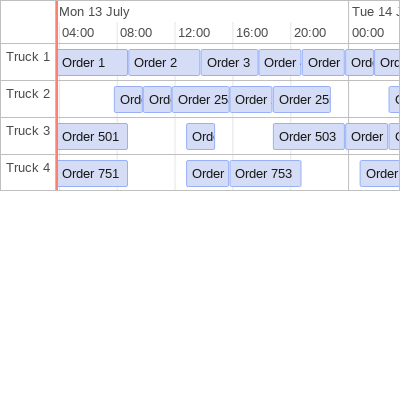 Mon 13 July Tue 14 J
04:00 08:00 12:00 16:00 20:00 00:00
Truck 1 Order 1 Order 2 Order 3 Order Order Ord Ord
Truck 2 Ord Ord Order 25 Order Order 25
Truck 3 Order 501 Ord Order 503 Order
Truck 4 Order 751 Order Order 753 Order